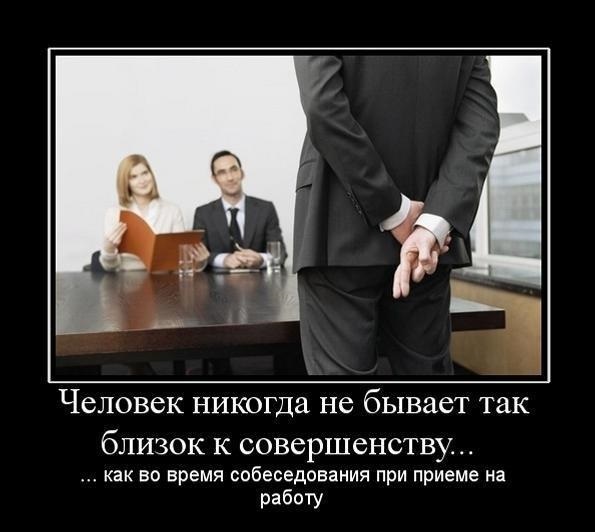 Человек никогда не бывает так
близок к совершенству...
... как во время собеседования при приеме на
работу